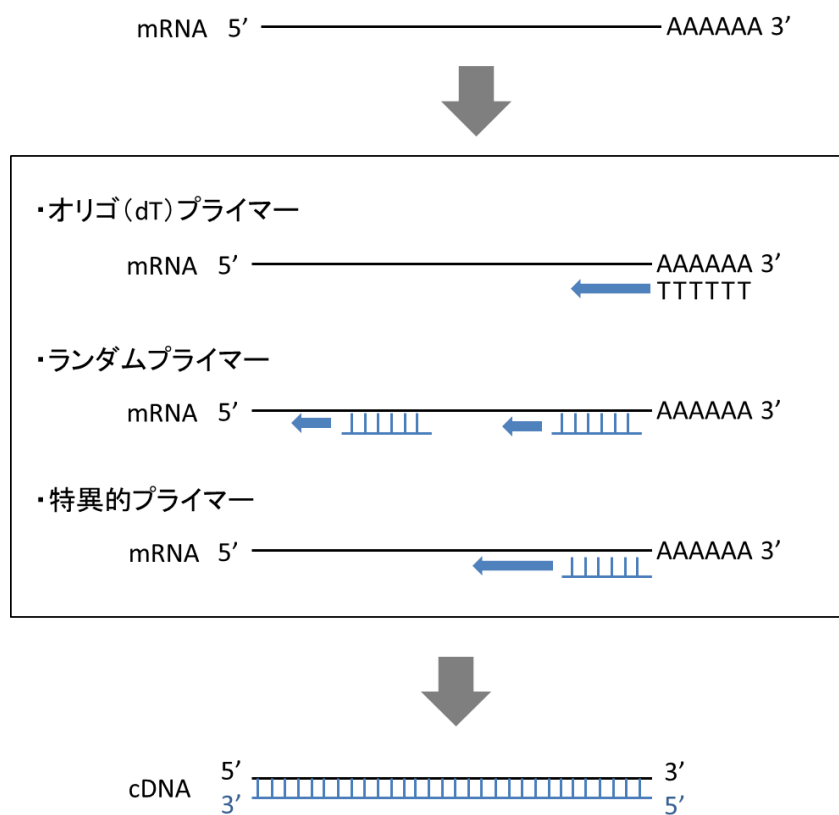 mRNA 5’ AAAAAA 3’
・オリゴ(dT)プライマー
mRNA 5’ AAAAAA 3’
TTTTTT
・ランダムプライマー
mRNA 5’ AAAAAA 3’
・特異的プライマー
mRNA 5’ AAAAAA 3’
5’ 3’
cDNA
3’ 5’